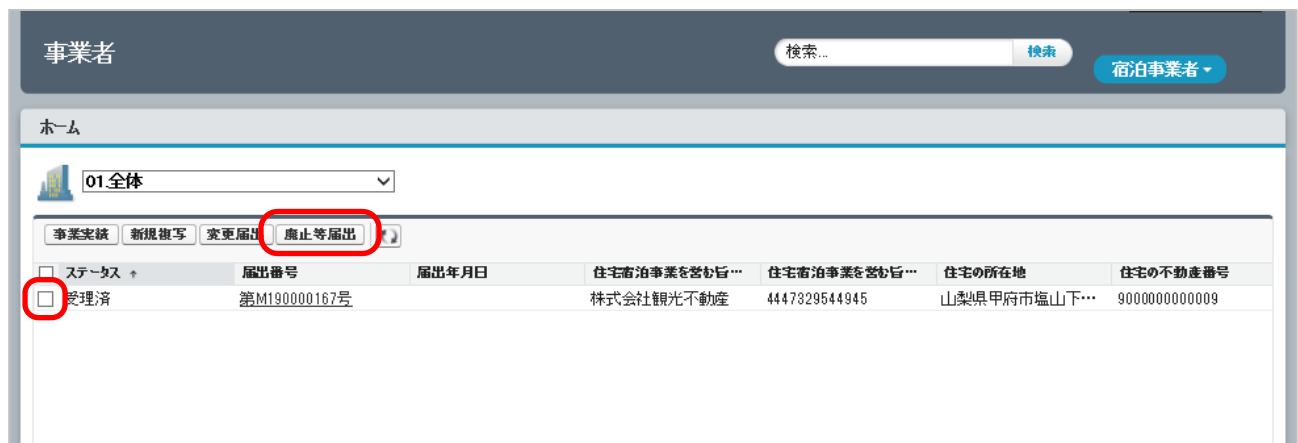 事業者
検索...
検索
宿泊事業者
ホーム
01.全体
事業実績 新規複写 変更届出 廃止等届出
ステータス ↑ 届出番号 届出年月日 住宅宿泊事業を営む旨… 住宅宿泊事業を営む旨… 住宅の所在地 住宅の不動産番号
受理済 第M190000167号 株式会社観光不動産 4447329544945 山梨県甲府市塩山下… 9000000000009